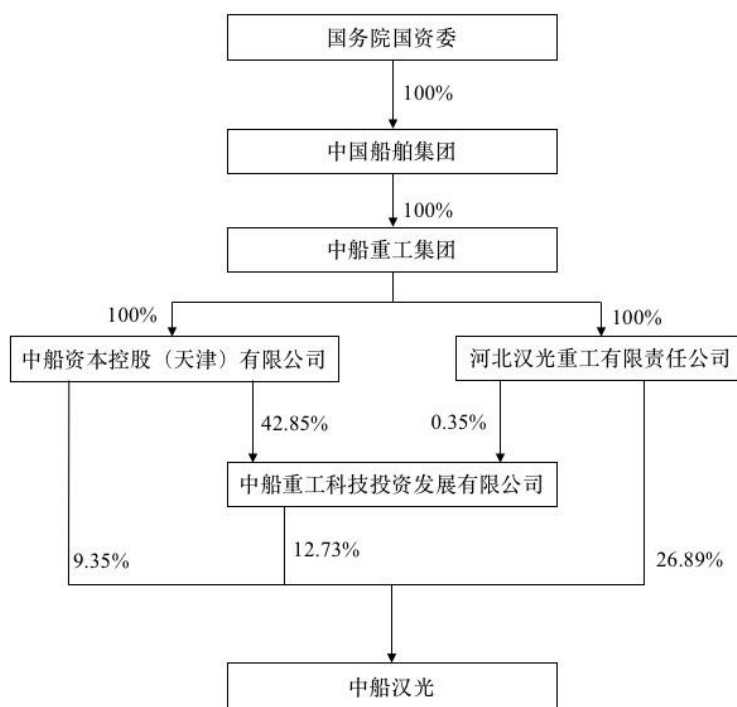 国务院国资委
100%
中国船舶集团
100%
中船重工集团
100%
100%
中船资本控股（天津）有限公司
河北汉光重工有限责任公司
42.85%
0.35%
中船重工科技投资发展有限公司
9.35%
12.73%
26.89%
中船汉光